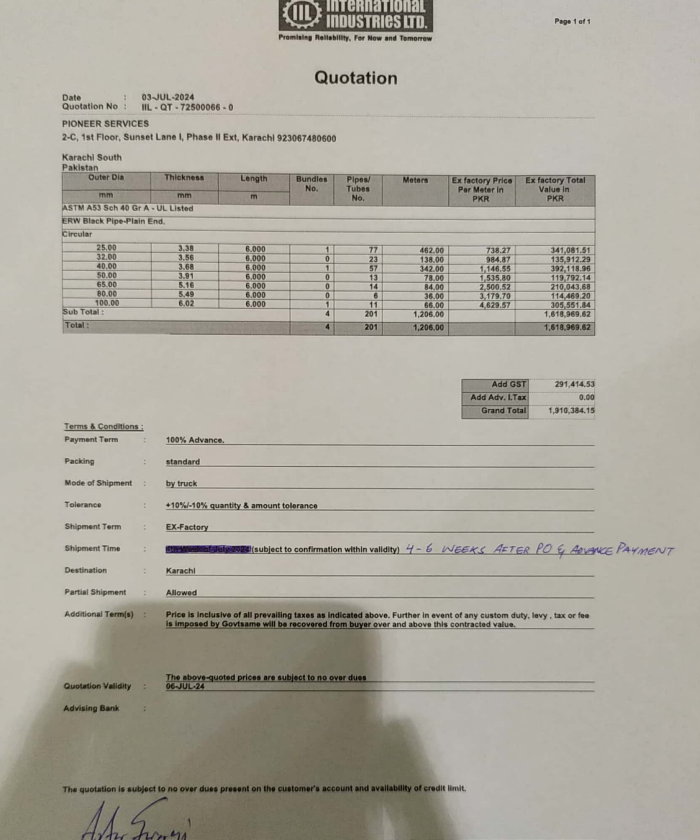 IIL International
INDUSTRIES LTD.
Promising Reliability, For Now and Tomorrow
Page 1 of 1
Quotation
Date : 03-JUL-2024
Quotation No : IIL - QT - 72500066 - 0
PIONEER SERVICES
2-C, 1st Floor, Sunset Lane I, Phase II Ext, Karachi 923067480600
Karachi South
Pakistan
Outer Dia Thickness Length Bundles Pipes/ Meters Ex factory Price Ex factory Total
No. Tubes Per Meter in Value in
mm mm m No. PKR PKR
ASTM A53 Sch 40 Gr A - UL Listed
ERW Black Pipe-Plain End.
Circular
25.00 3.38 6.000 1 77 462.00 738.27 341,081.51
32.00 3.56 6.000 0 23 138.00 984.87 135,912.29
40.00 3.68 6.000 1 57 342.00 1,146.55 392,118.96
50.00 3.91 6.000 0 13 78.00 1,535.80 119,792.14
65.00 5.16 6.000 0 14 84.00 2,500.52 210,043.68
80.00 5.49 6.000 0 6 36.00 3,179.70 114,469.20
100.00 6.02 6.000 1 11 66.00 4,629.57 305,551.84
Sub Total : 4 201 1,206.00 1,618,969.62
Total : 4 201 1,206.00 1,618,969.62
Add GST 291,414.53
Add Adv. I.Tax 0.00
Grand Total 1,910,384.15
Terms & Conditions :
Payment Term : 100% Advance.
Packing : standard
Mode of Shipment : by truck
Tolerance : +10%/-10% quantity & amount tolerance
Shipment Term : EX-Factory
Shipment Time : (subject to confirmation within validity) 4-6 WEEKS AFTER PO & ADVANCE PAYMENT
Destination : Karachi
Partial Shipment : Allowed
Additional Term(s) : Price is inclusive of all prevailing taxes as indicated above. Further in event of any custom duty, levy , tax or fee
is imposed by Govtsame will be recovered from buyer over and above this contracted value.
The above-quoted prices are subject to no over dues
Quotation Validity : 06-JUL-24
Advising Bank :
The quotation is subject to no over dues present on the customer's account and availability of credit limit.